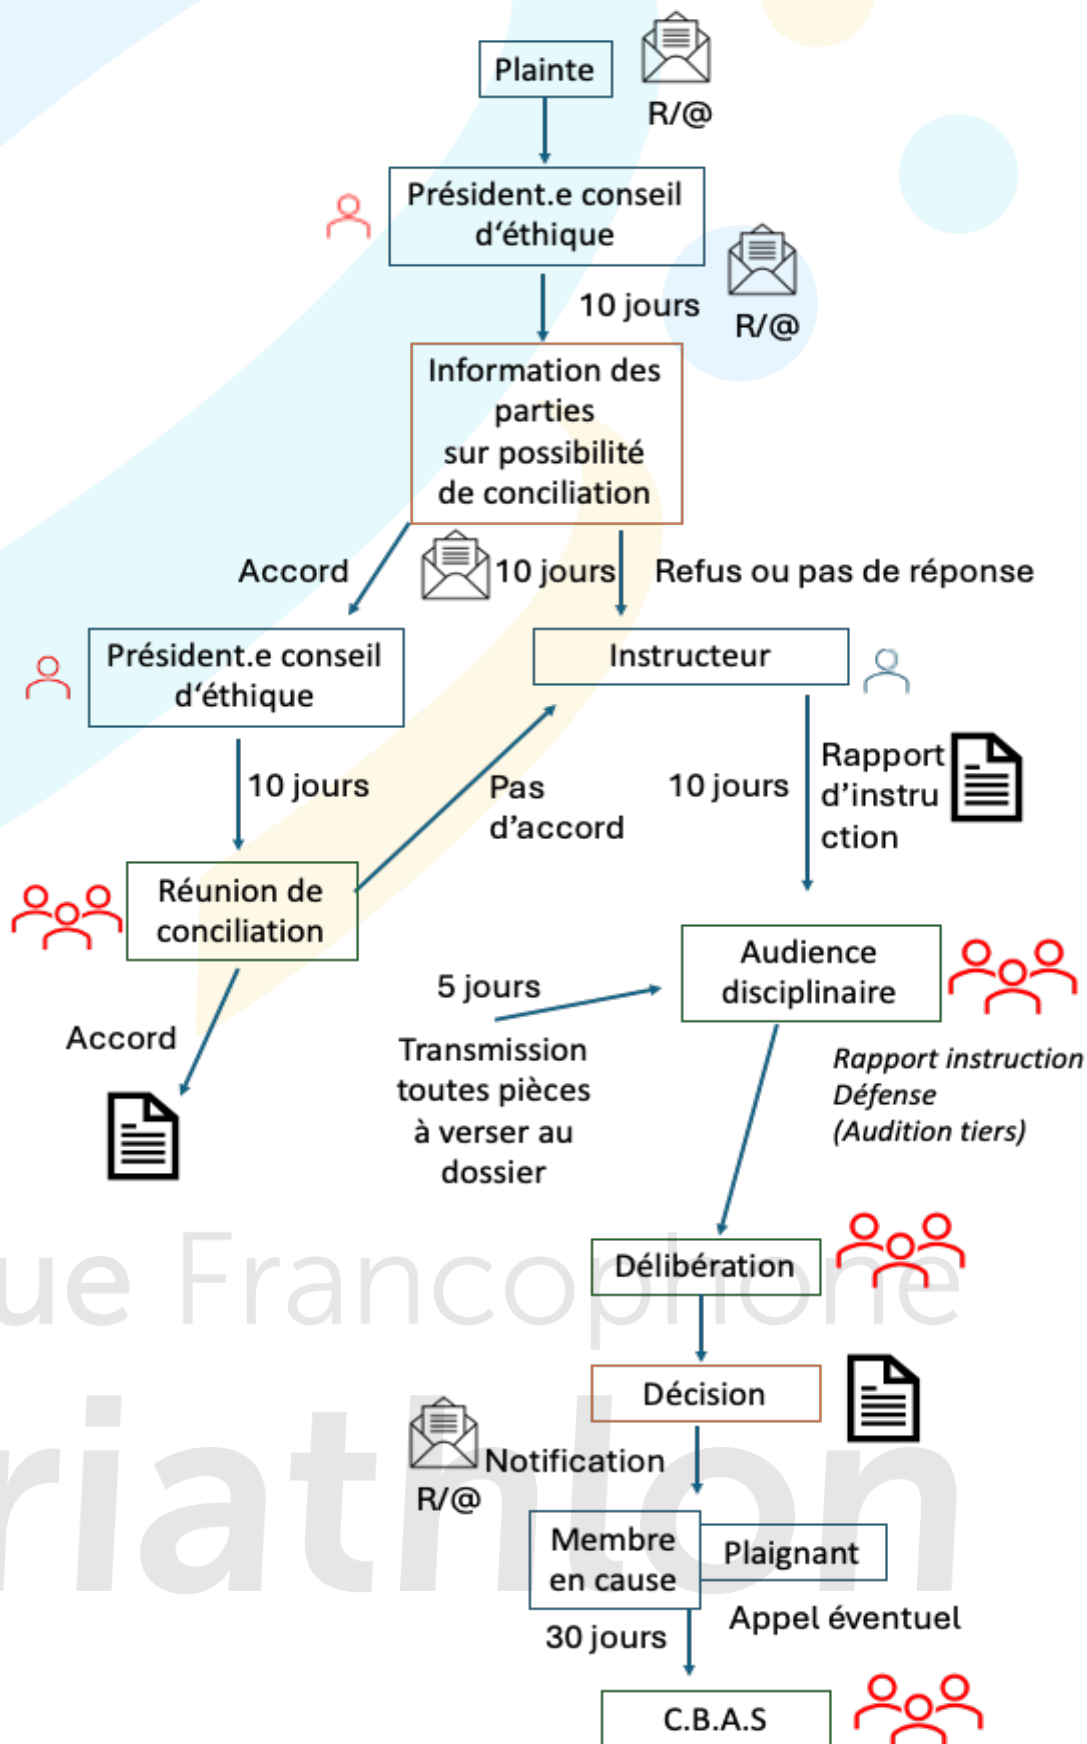 Plainte
R/@
Président.e conseil
d'éthique
10 jours
R/@
Information des
parties
sur possibilité
de conciliation
Accord
10 jours
Refus ou pas de réponse
Président.e conseil
d'éthique
Instructeur
10 jours
Pas
d'accord
10 jours
Rapport
d'instru
ction
Réunion de
conciliation
Audience
disciplinaire
5 jours
Accord
Transmission
toutes pièces
à verser au
dossier
Rapport instruction
Défense
(Audition tiers)
ue Francophone
Délibération
Décision
riathlon
Notification
R/@
Membre
en cause
Plaignant
Appel éventuel
30 jours
C.B.A.S